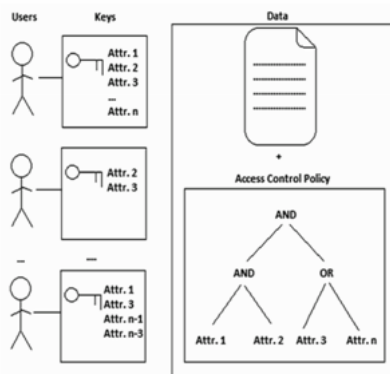 Users
Keys
Data
Attr. 1
Attr. 2
Attr. 3
...
Attr. n
+
Attr. 2
Attr. 3
Access Control Policy
AND
AND
OR
Attr. 1
Attr. 2
Attr. 3
Attr. n
...
...
Attr. 1
Attr. 3
Attr. n-1
Attr. n-3